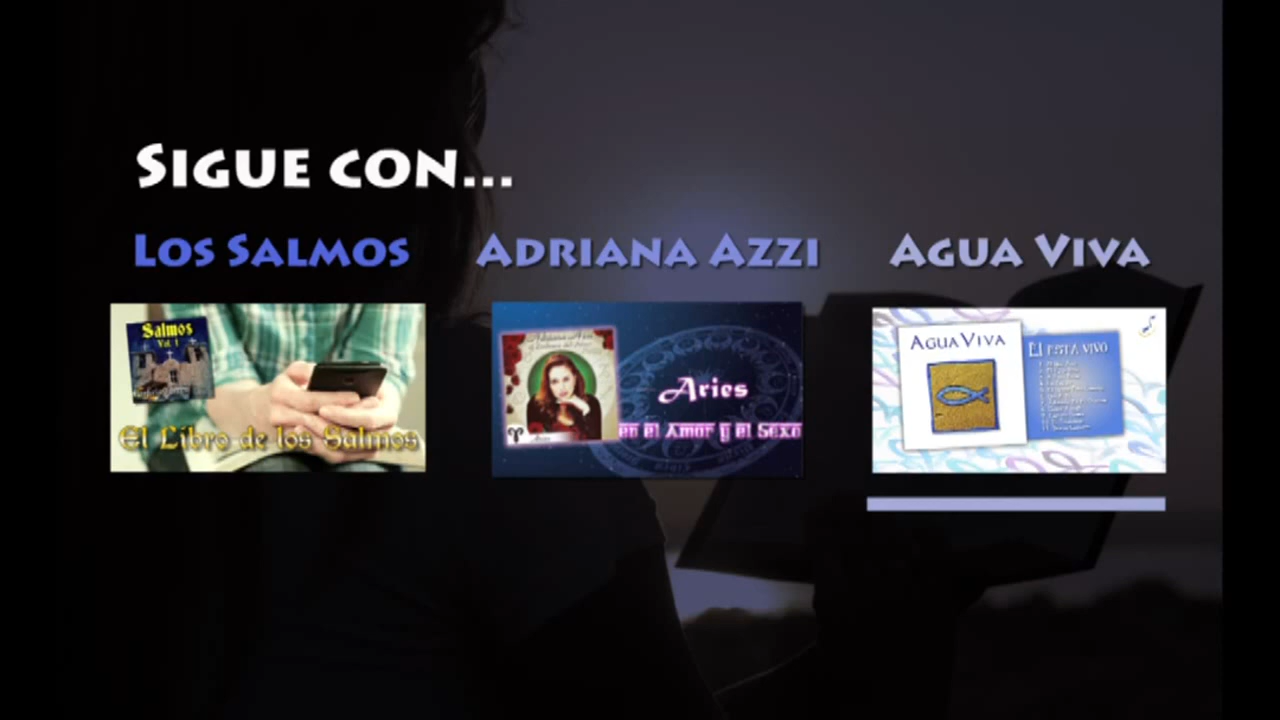 Sigue con...
Los Salmos
Adriana Azzi
Agua Viva
Salmos
Vol. 1
El Libro de los Salmos
Aries
en el Amor y el Sexo
Agua Viva
El está vivo